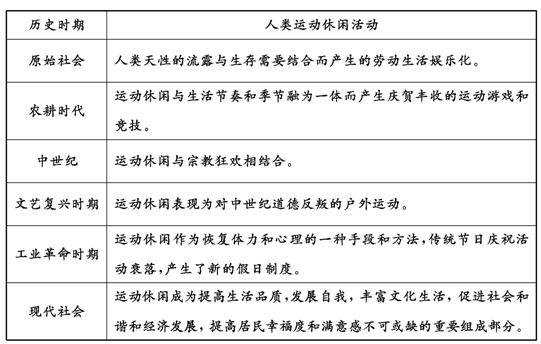 历史时期 人类运动休闲活动
原始社会 人类天性的流露与生存需要结合而产生的劳动生活娱乐化。
农耕时代 运动休闲与生活节奏和季节融为一体而产生庆贺丰收的运动游戏和
竞技。
中世纪 运动休闲与宗教狂欢相结合。
文艺复兴时期 运动休闲表现为对中世纪道德反叛的户外运动。
工业革命时期 运动休闲作为恢复体力和心理的一种手段和方法，传统节日庆祝活
动衰落，产生了新的假日制度。
现代社会 运动休闲成为提高生活品质，发展自我，丰富文化生活，促进社会和
谐和经济发展，提高居民幸福度和满意感不可或缺的重要组成部分。